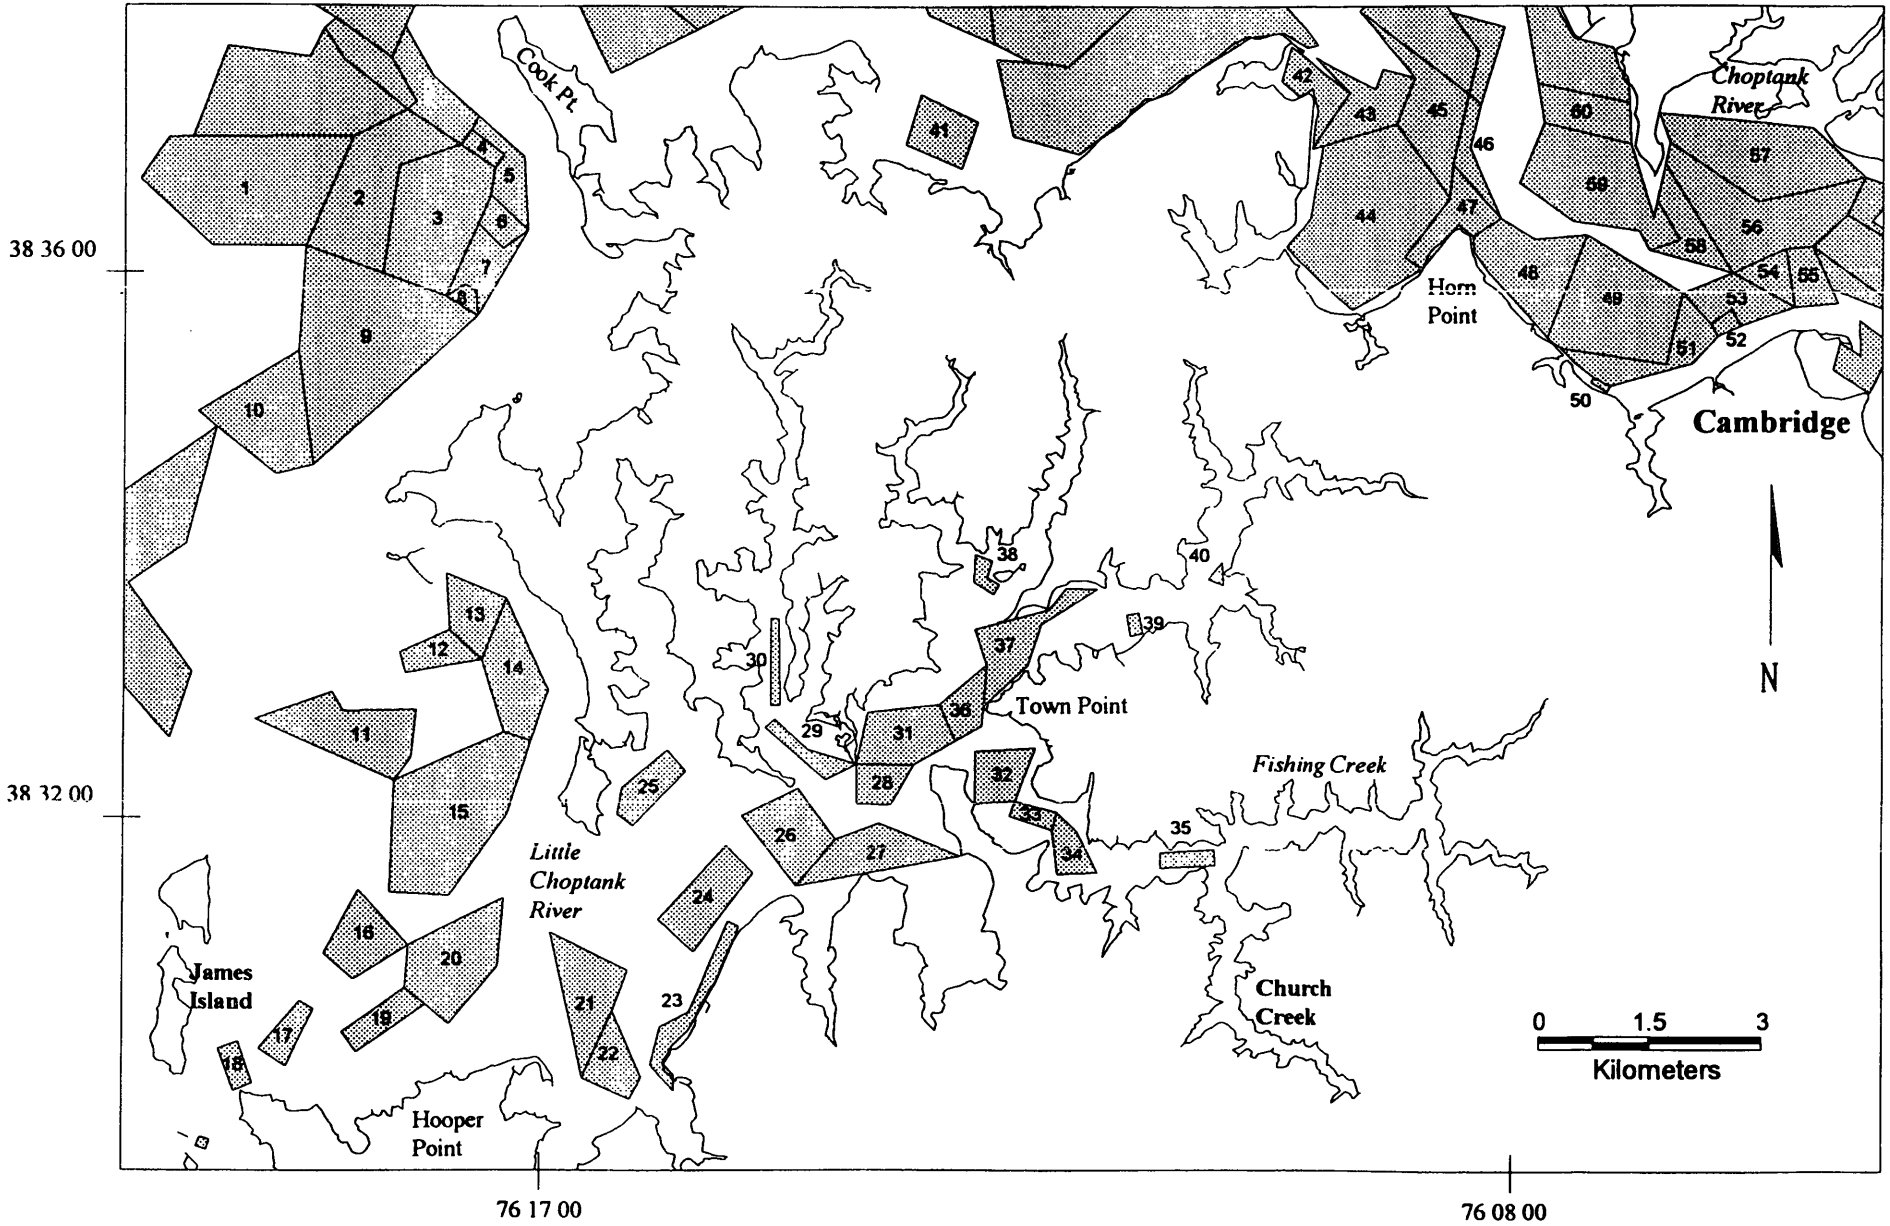 Cook Pt.
Choptank
River
42
43
45
60
41
4
46
57
5
1
2
3
59
6
44
47
56
38 36 00
58
7
48
54
55
8
Horn
Point
49
53
9
51
52
50
10
Cambridge
38
40
13
39
12
37
30
14
N
Town Point
36
11
29
31
Fishing Creek
32
28
25
38 32 00
15
33
26
35
27
34
Little
Choptank
River
24
16
20
James
Island
Church
Creek
23
21
19
17
0 1.5 3
22
18
Kilometers
Hooper
Point
76 17 00
76 08 00